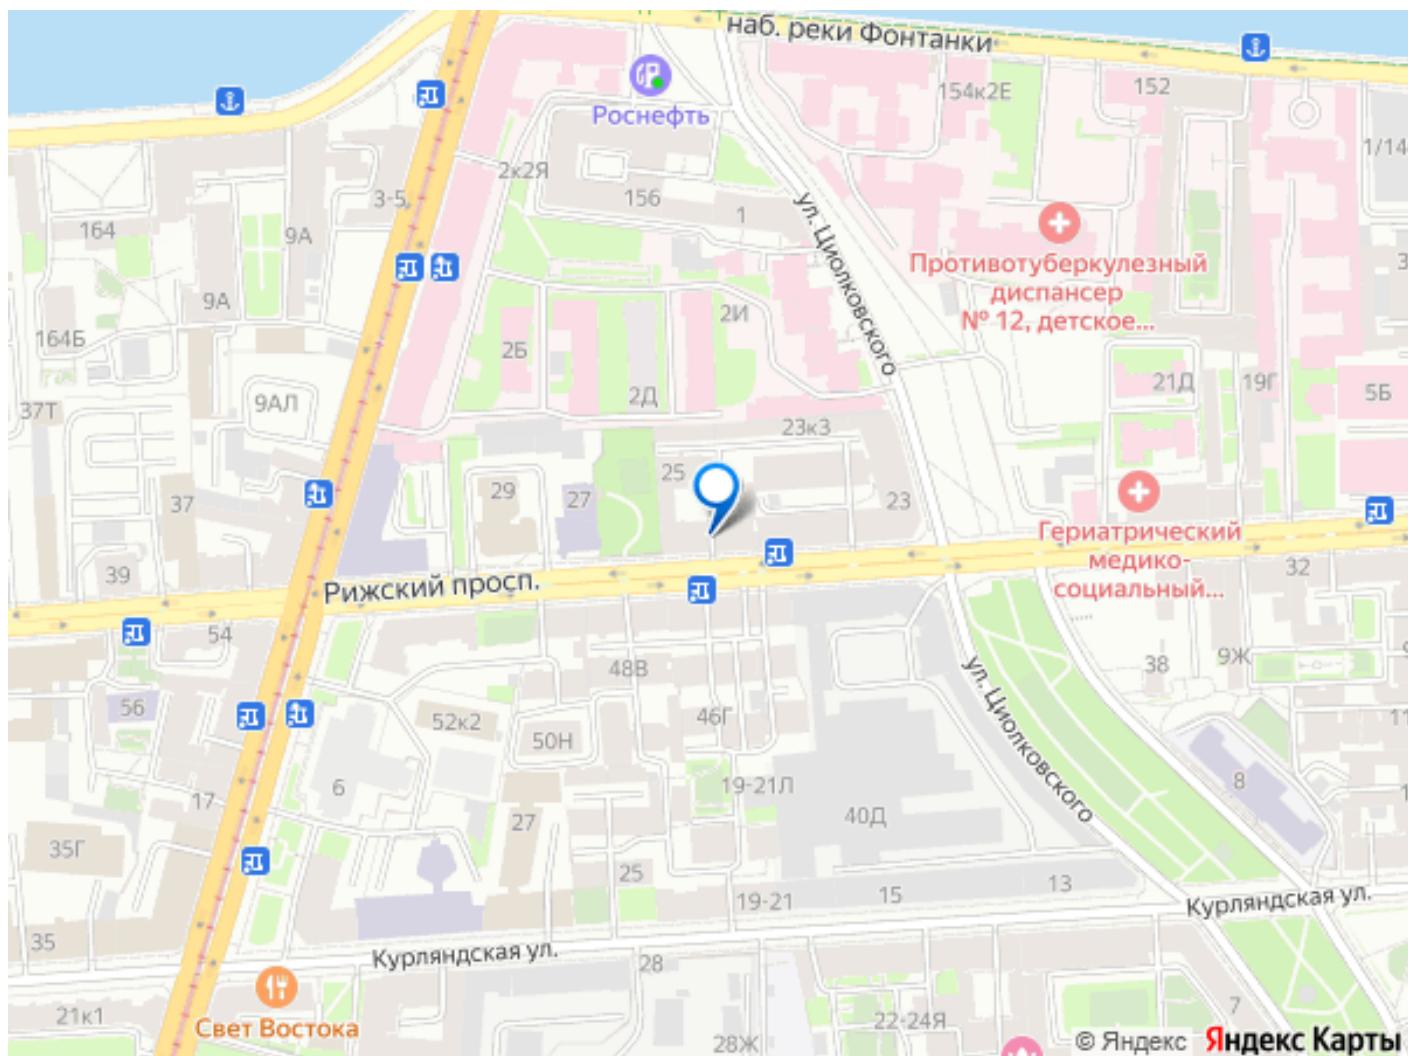 наб. реки Фонтанки
Роснефть
154к2Е
152
1/14
2к2Я
3-5
156
1
164
9А
ул. Циолковского
Противотуберкулезный
диспансер
№ 12, детское...
3
9А
164Б
2И
2Б
2Д
21Д
19Г
5Б
37Т
9АЛ
23к3
25
29
27
23
37
Гериатрический
медико-
социальный...
39
Рижский просп.
32
54
48В
ул. Циолковского
38
9Ж
9
56
52к2
50Н
46Г
11
6
17
19-21Л
8
1
27
40Д
35Г
25
19-21
15
13
Курляндская ул.
35
Курляндская ул.
28
21к1
Свет Востока
22-24Я
7
28Ж
© Яндекс Яндекс Карты